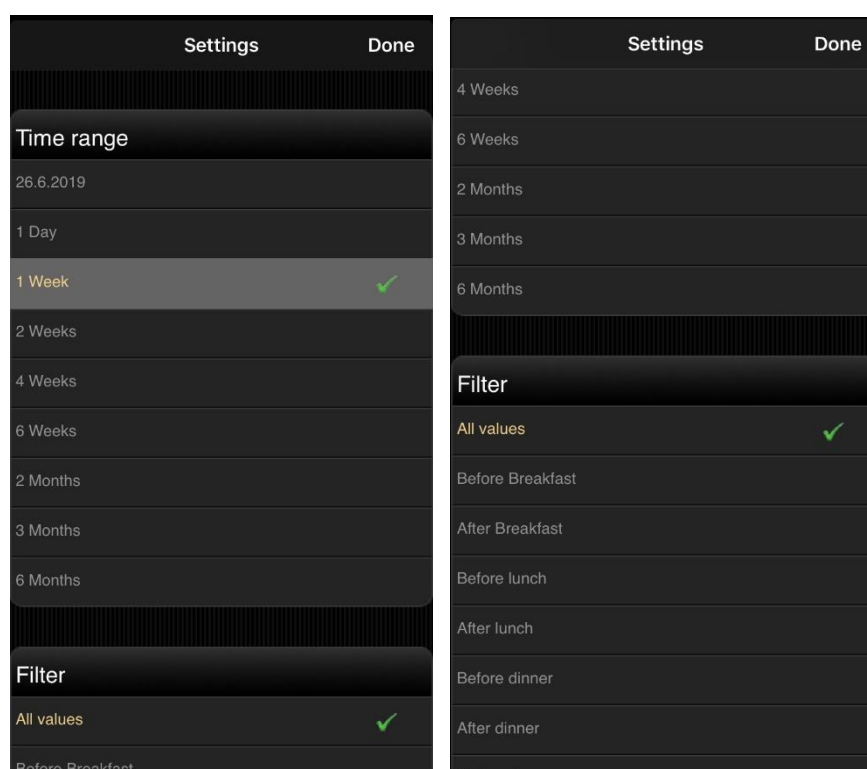 Settings Done
Time range
26.6.2019
1 Day
1 Week
2 Weeks
4 Weeks
6 Weeks
2 Months
3 Months
6 Months
Filter
All values
Before Breakfast
Settings Done
4 Weeks
6 Weeks
2 Months
3 Months
6 Months
Filter
All values
Before Breakfast
After Breakfast
Before lunch
After lunch
Before dinner
After dinner